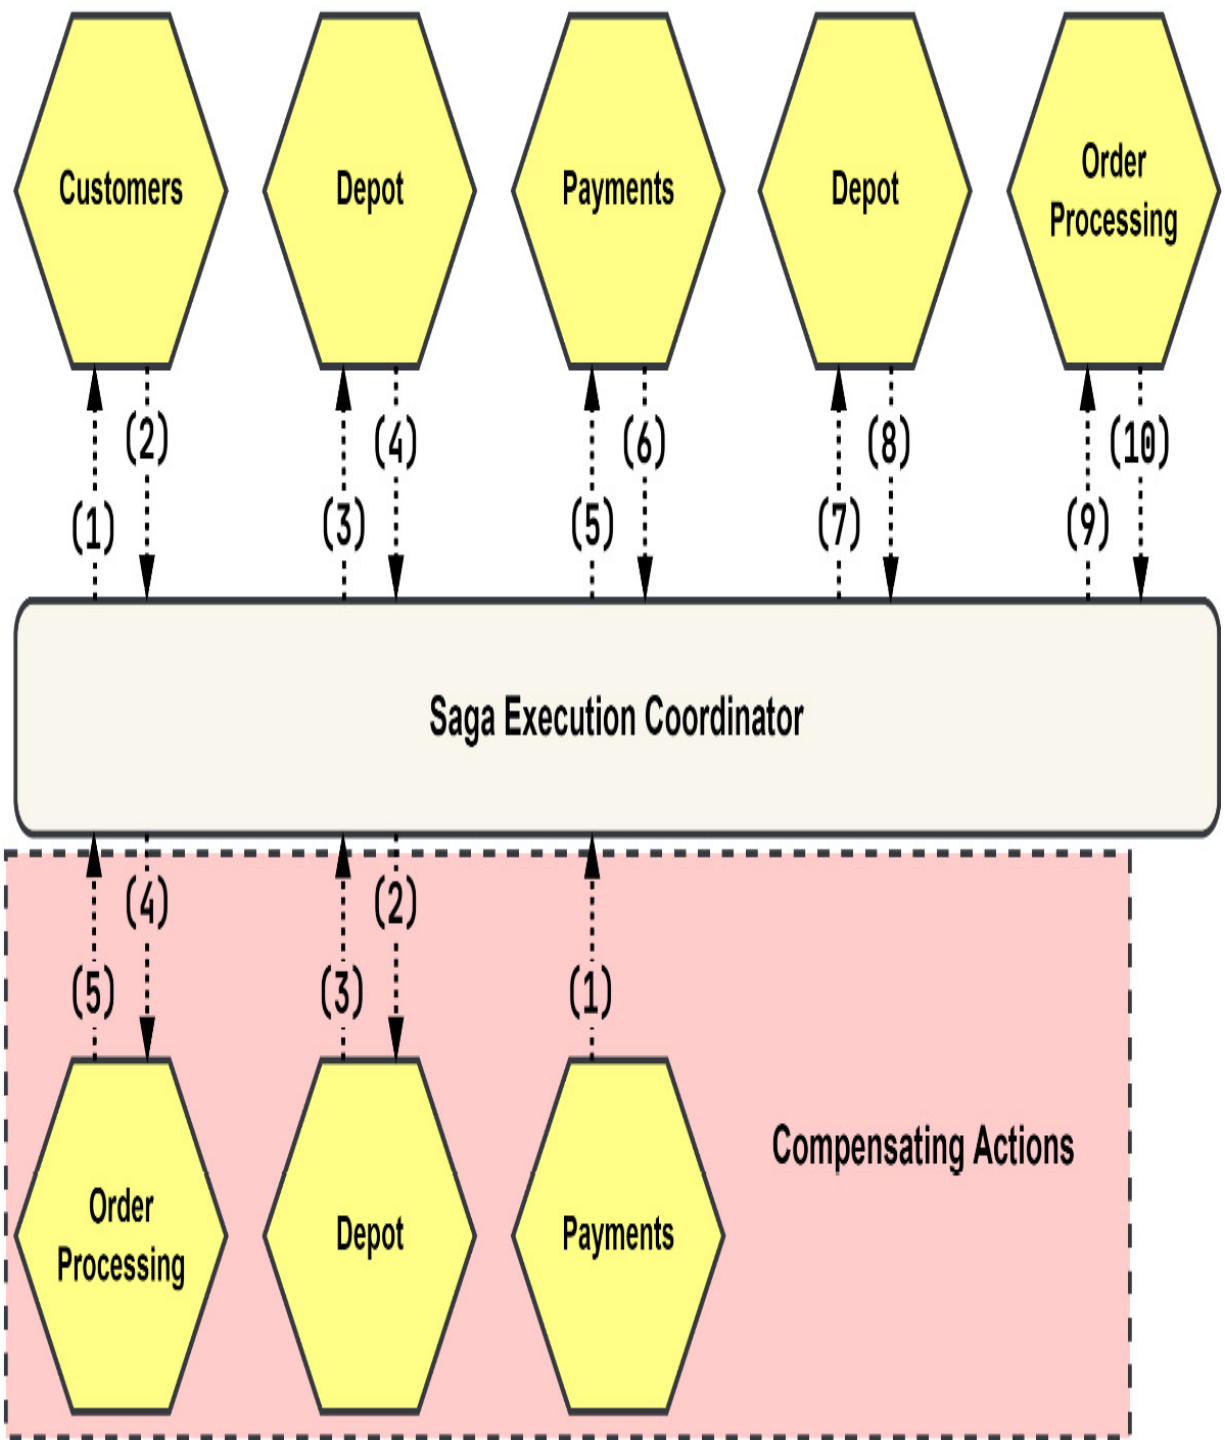 Customers
Depot
Payments
Depot
Order
Processing
(1)
(2)
(3)
(4)
(5)
(6)
(7)
(8)
(9)
(10)
Saga Execution Coordinator
(5)
(4)
(3)
(2)
(1)
Order
Processing
Depot
Payments
Compensating Actions